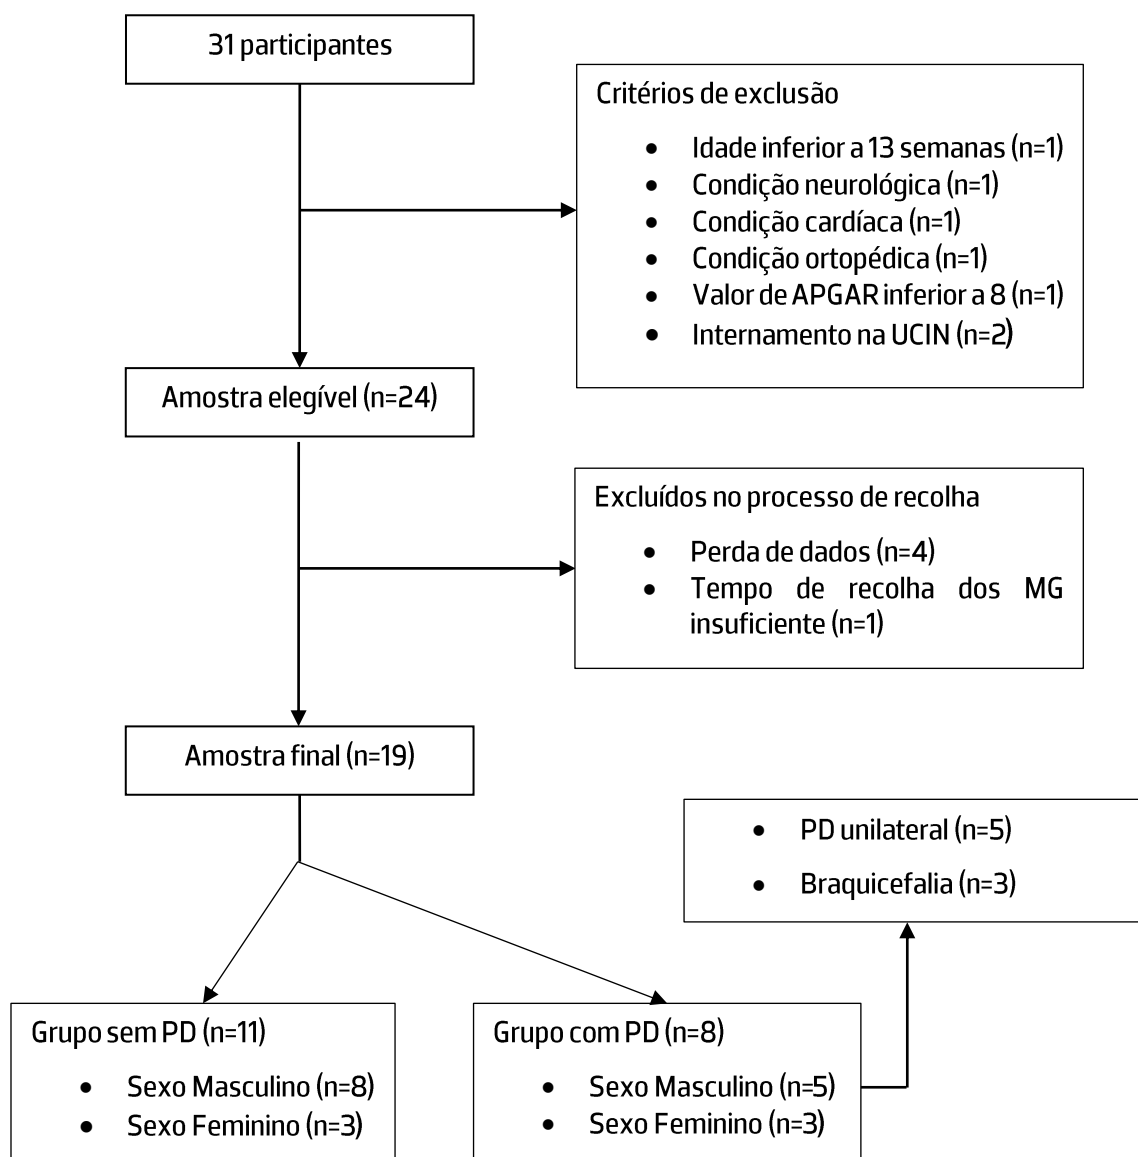 31 participantes
Critérios de exclusão
• Idade inferior a 13 semanas (n=1)
• Condição neurológica (n=1)
• Condição cardíaca (n=1)
• Condição ortopédica (n=1)
• Valor de APGAR inferior a 8 (n=1)
• Internamento na UCIN (n=2)
Amostra elegível (n=24)
Excluídos no processo de recolha
• Perda de dados (n=4)
• Tempo de recolha dos MG
insuficiente (n=1)
Amostra final (n=19)
• PD unilateral (n=5)
• Braquicefalia (n=3)
Grupo sem PD (n=11)
• Sexo Masculino (n=8)
• Sexo Feminino (n=3)
Grupo com PD (n=8)
• Sexo Masculino (n=5)
• Sexo Feminino (n=3)